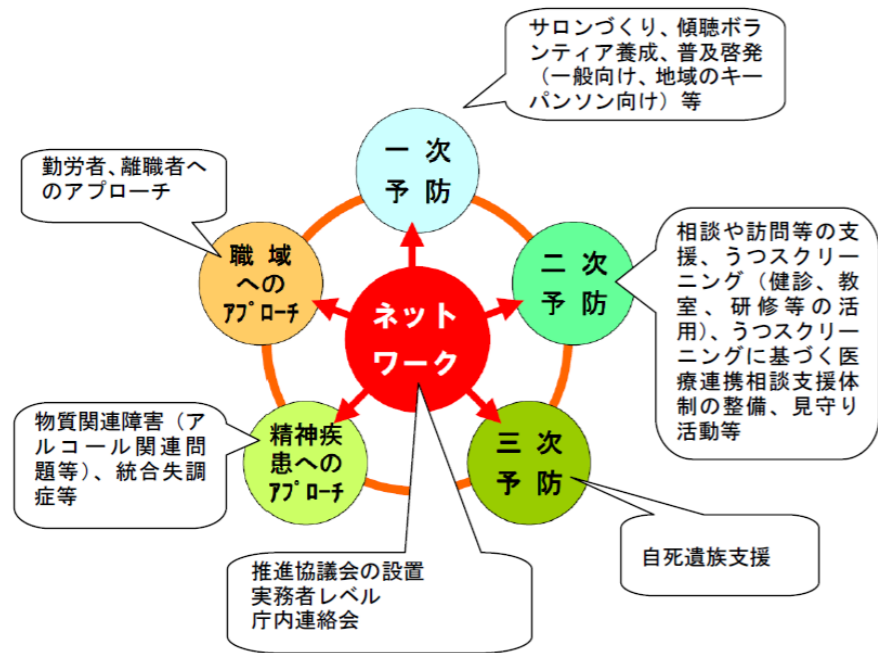 サロンづくり、傾聴ボラ
ンティア養成、普及啓発
（一般向け、地域のキー
パンソン向け）等
一次
予防
勤労者、離職者へ
のアプローチ
職域
への
ｱﾌﾟﾛｰﾁ
二次
予防
相談や訪問等の支
援、うつスクリー
ニング（健診、教
室、研修等の活
用）、うつスクリー
ニングに基づく医
療連携相談支援体
制の整備、見守り
活動等
ネット
ワーク
物質関連障害（ア
ルコール関連問
題等）、統合失調
症等
精神疾
患への
ｱﾌﾟﾛｰﾁ
三次
予防
推進協議会の設置
実務者レベル
庁内連絡会
自死遺族支援